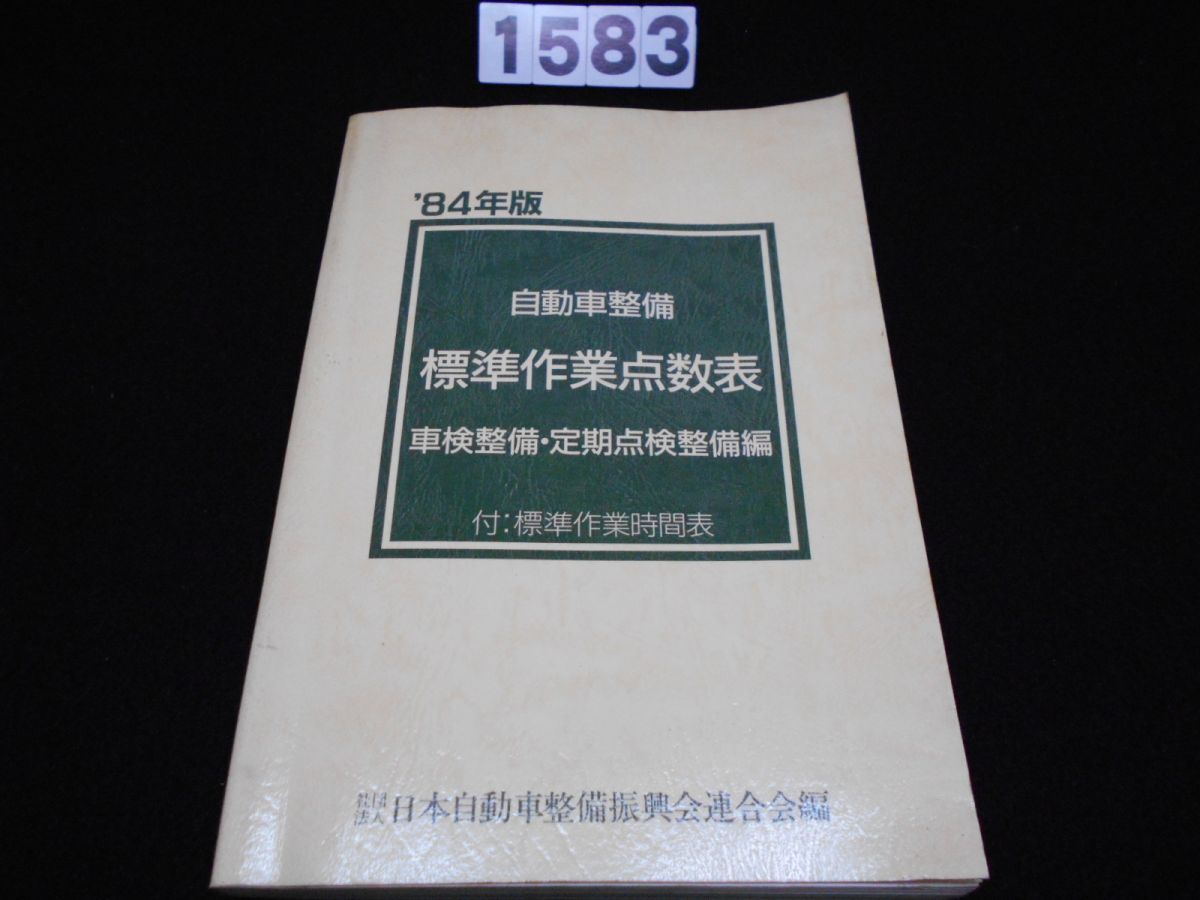 1583
'84年版
自動車整備
標準作業点数表
車検整備・定期点検整備編
付：標準作業時間表
社団法人 日本自動車整備振興会連合会編